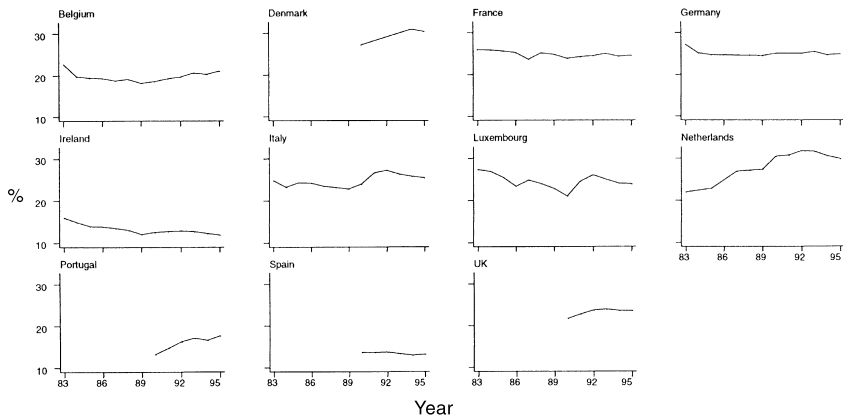 Belgium Denmark France Germany
30
20
10
Ireland Italy Luxembourg Netherlands
30
%
20
10
83 86 89 92 95
Portugal Spain UK
30
20
10
83 86 89 92 95 83 86 89 92 95 83 86 89 92 95
Year